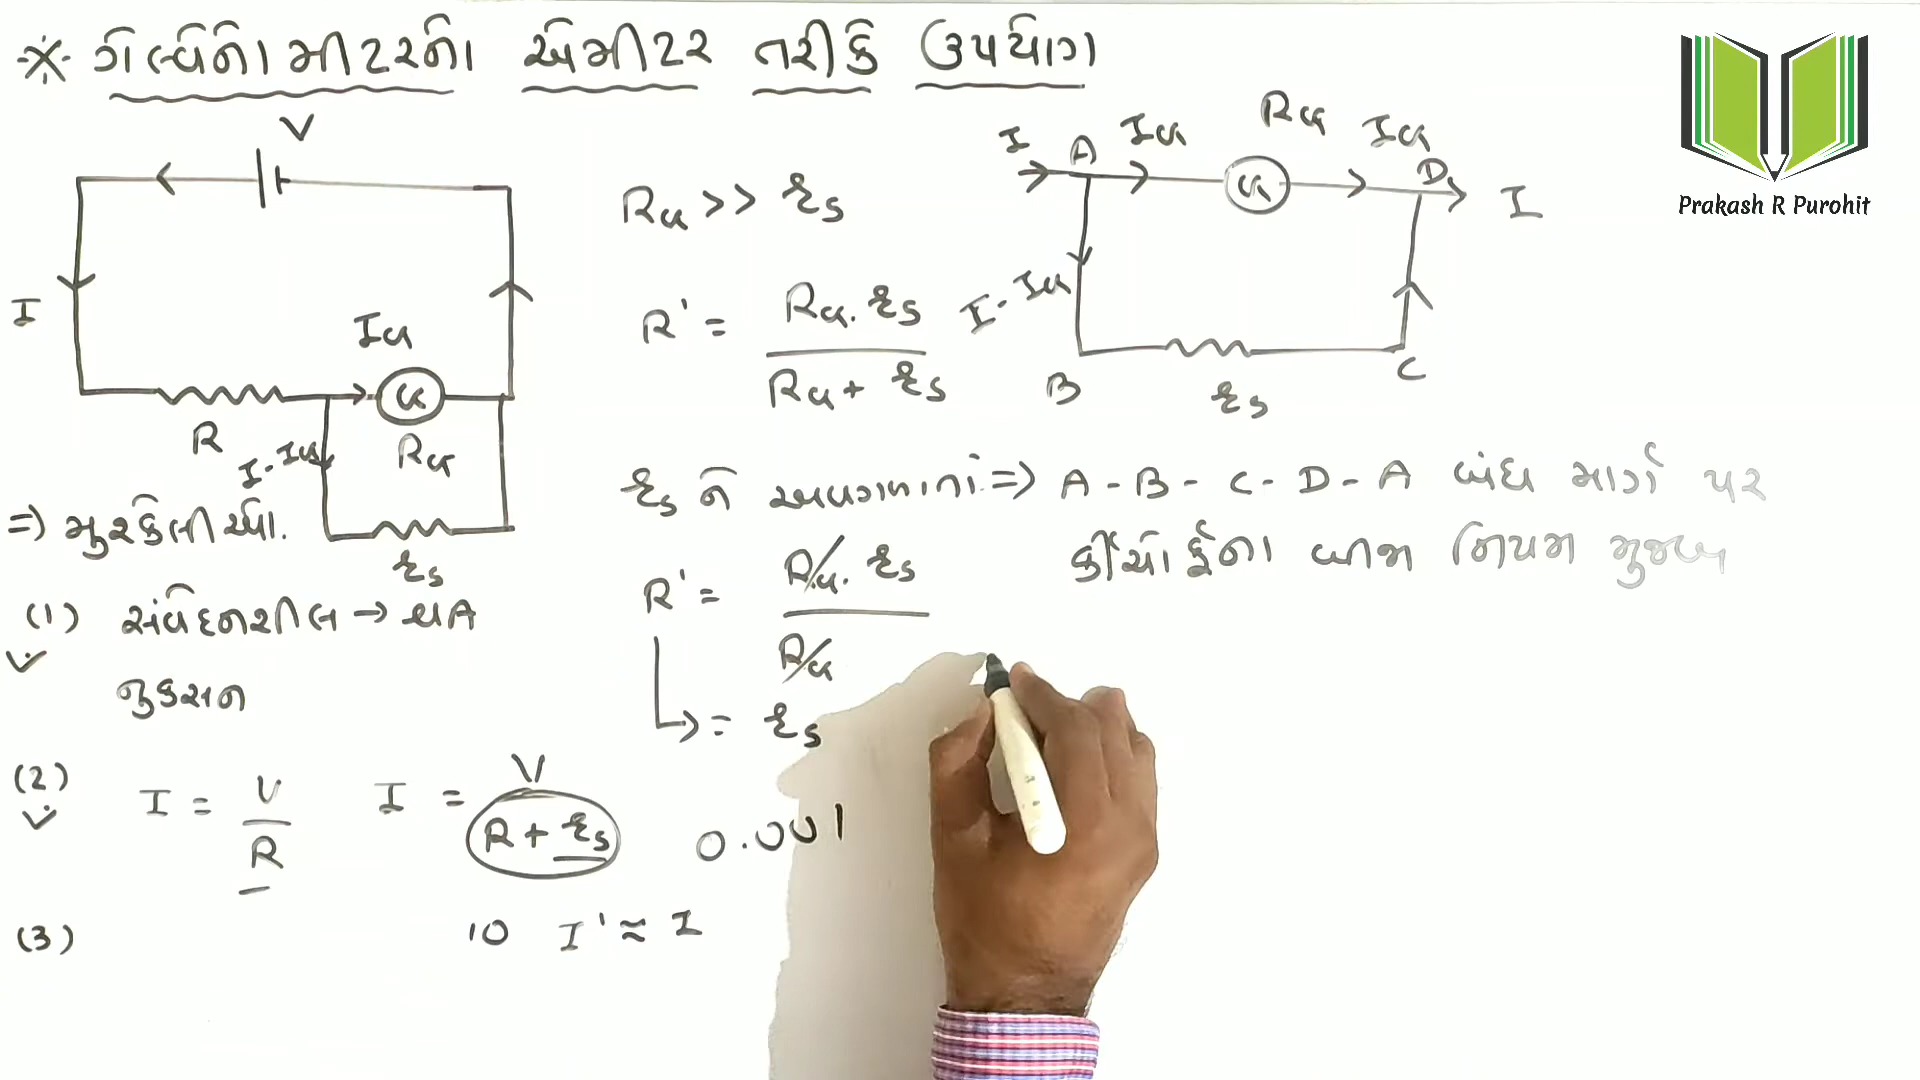 * ગેલ્વેનોમીટરનો એમીટર તરીકે ઉપયોગ
V
I
IG
G
R
RG
I-IG
rs
=) મુશ્કેલીઓ.
(1) સંવેદનશીલ → μA
નુકશાન
(2) I = V/R I = V/(R + rs) 0.001
(3) 10 I' ≈ I
RG >> rs
R' = RG.rs/(RG + rs)
rs ને અવગણતાં.
R' = RG.rs/RG
= rs
I A IG RG IG D I
G
I-IG
B rs C
=) A - B - C - D - A બંધ માર્ગ પર
કીર્ચોફના બીજા નિયમ મુજબ
Prakash R Purohit